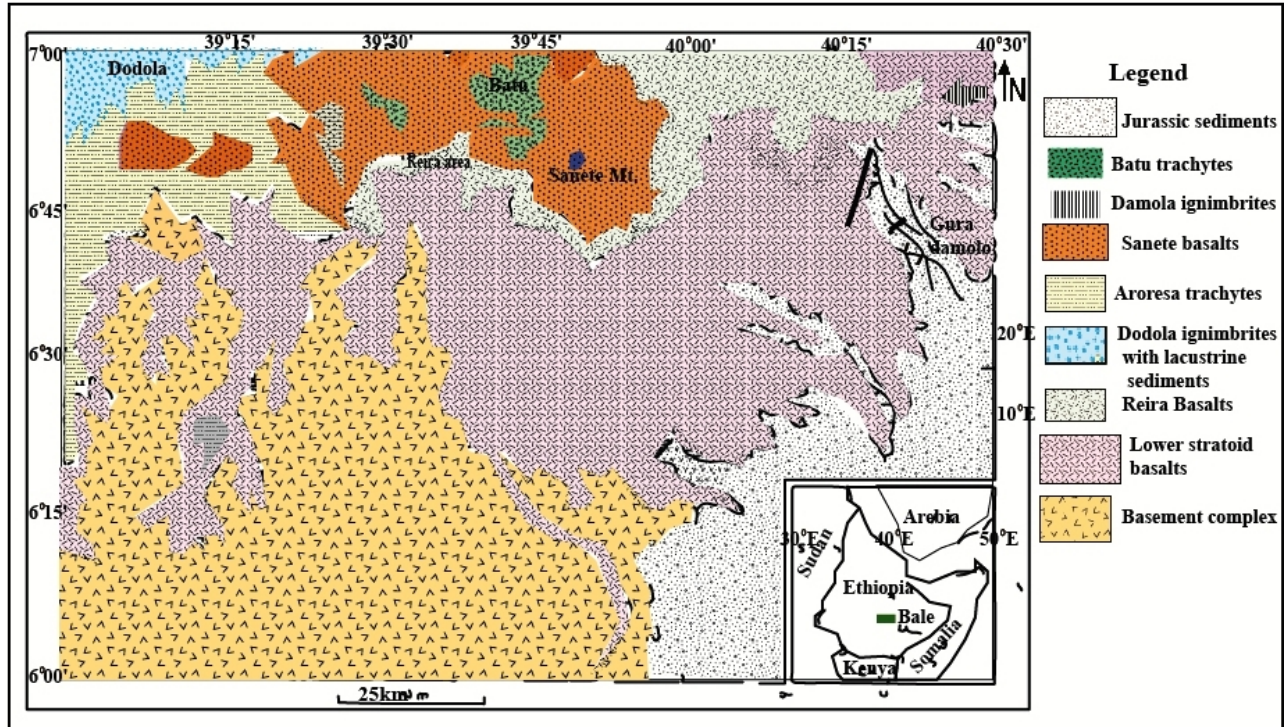 39°15'
39°30'
39°45'
40°00'
40°15'
40°30'
7°00'
6°45'
6°30'
6°15'
6°00'
Dodola
Batu
Reira area
Sanete Mt.
Gura
damolo
N
20°E
10°E
25km
Legend
Jurassic sediments
Batu trachytes
Damola ignimbrites
Sanete basalts
Aroresa trachytes
Dodola ignimbrites
with lacustrine
sediments
Reira Basalts
Lower stratoid
basalts
Basement complex
Arabia
30°E
40°E
50°E
Sudan
Ethiopia
Bale
Somalia
Kenya